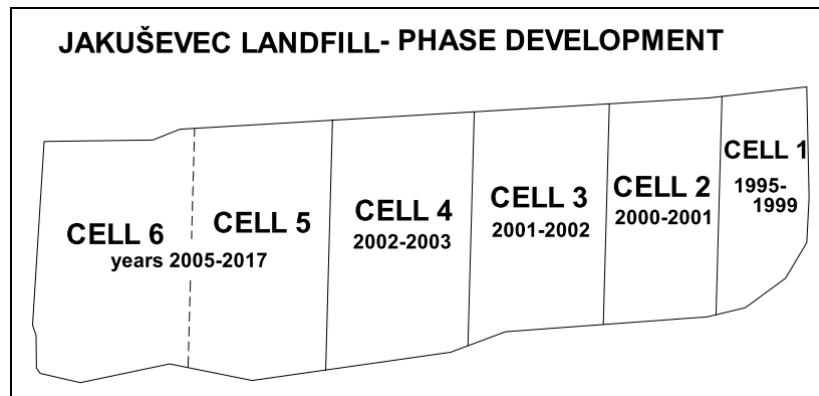 JAKUŠEVEC LANDFILL- PHASE DEVELOPMENT
CELL 6
CELL 5
years 2005-2017
CELL 4
2002-2003
CELL 3
2001-2002
CELL 2
2000-2001
CELL 1
1995-
1999